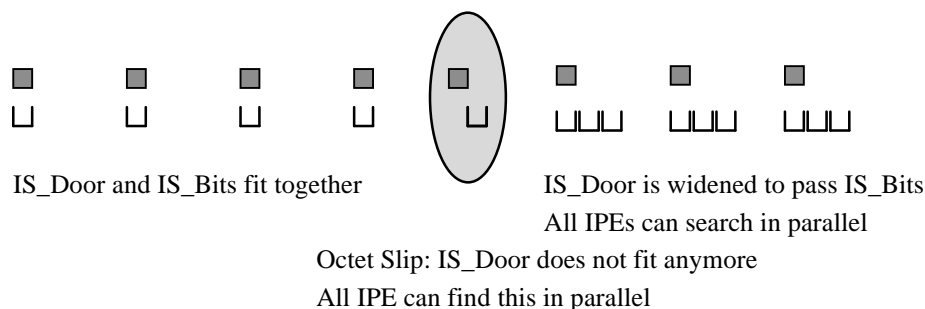 IS_Door and IS_Bits fit together
IS_Door is widened to pass IS_Bits
All IPEs can search in parallel
Octet Slip: IS_Door does not fit anymore
All IPE can find this in parallel